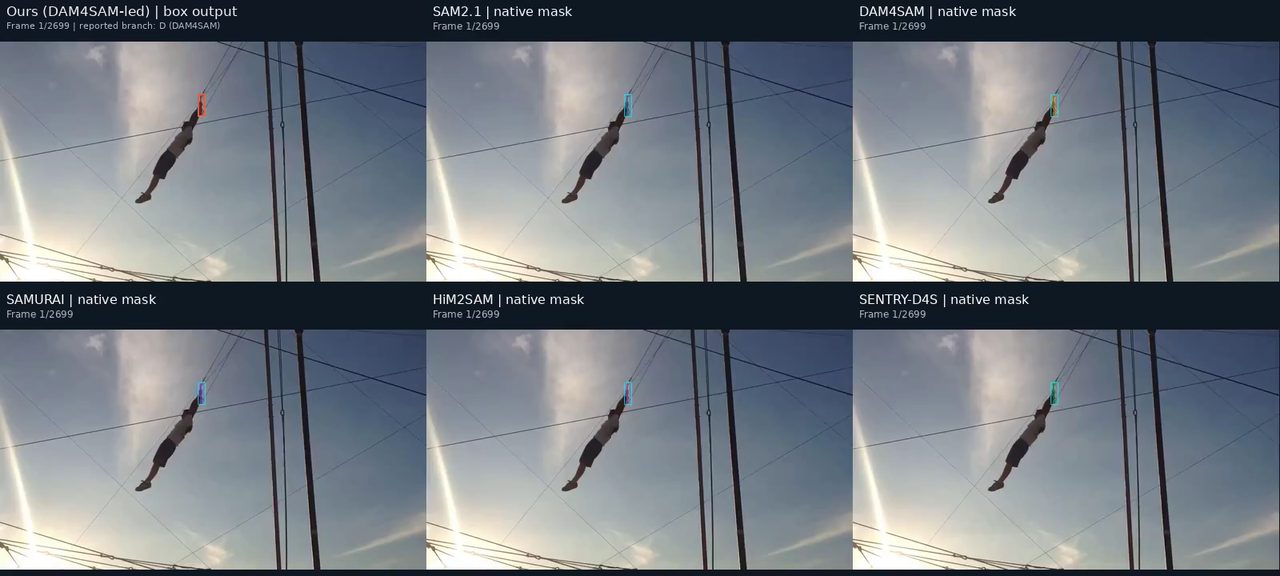 Ours (DAM4SAM-led) | box output
Frame 1/2699 | reported branch: D (DAM4SAM)
SAM2.1 | native mask
Frame 1/2699
DAM4SAM | native mask
Frame 1/2699
SAMURAI | native mask
Frame 1/2699
HiM2SAM | native mask
Frame 1/2699
SENTRY-D4S | native mask
Frame 1/2699